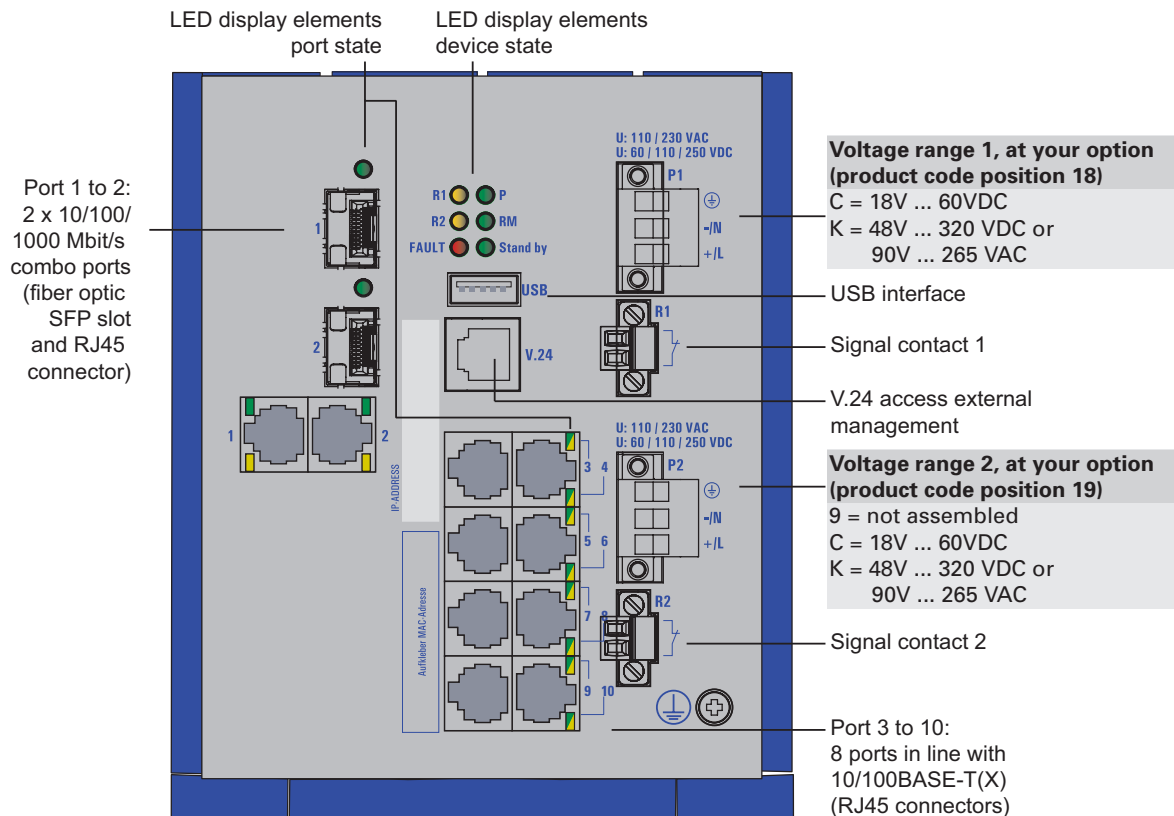 LED display elements
port state
LED display elements
device state
U: 110 / 230 VAC
U: 60 / 110 / 250 VDC
P1
-/N
+/L
Voltage range 1, at your option
(product code position 18)
C = 18V ... 60VDC
K = 48V ... 320 VDC or
90V ... 265 VAC
Port 1 to 2:
2 x 10/100/
1000 Mbit/s
combo ports
(fiber optic
SFP slot
and RJ45
connector)
1
2
R1
P
R2
RM
FAULT
Stand by
USB
USB interface
R1
Signal contact 1
V.24
V.24 access external
management
1
2
IP-ADDRESS
Aufkleber MAC-Adresse
3 4
5 6
7 8
9 10
U: 110 / 230 VAC
U: 60 / 110 / 250 VDC
P2
-/N
+/L
Voltage range 2, at your option
(product code position 19)
9 = not assembled
C = 18V ... 60VDC
K = 48V ... 320 VDC or
90V ... 265 VAC
R2
Signal contact 2
Port 3 to 10:
8 ports in line with
10/100BASE-T(X)
(RJ45 connectors)